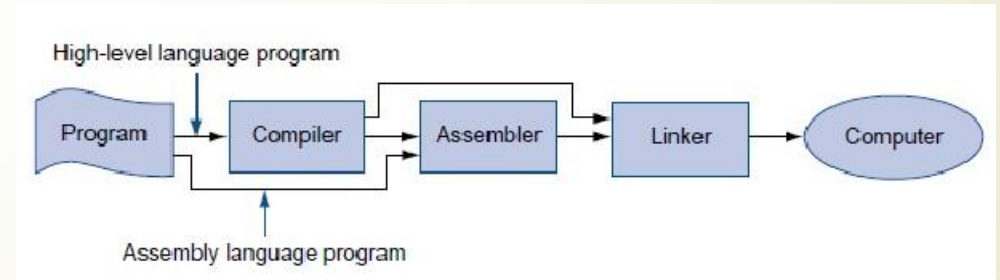 High-level language program
Program
Compiler
Assembler
Linker
Computer
Assembly language program